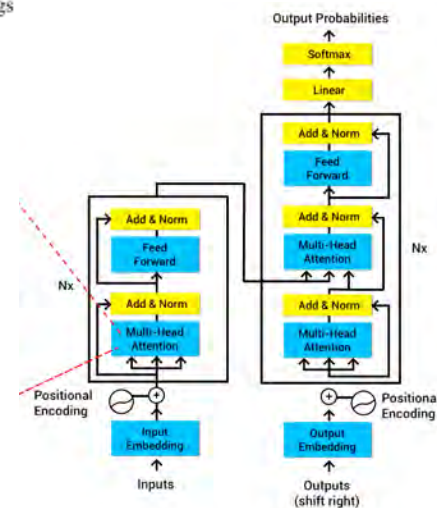 gs
Output Probabilities
Softmax
Linear
Add & Norm
Feed
Forward
Add & Norm
Multi-Head
Attention
Nx
Add & Norm
Multi-Head
Attention
Positional
Encoding
Output
Embedding
Outputs
(shift right)
Add & Norm
Feed
Forward
Nx
Add & Norm
Multi-Head
Attention
Positional
Encoding
Input
Embedding
Inputs